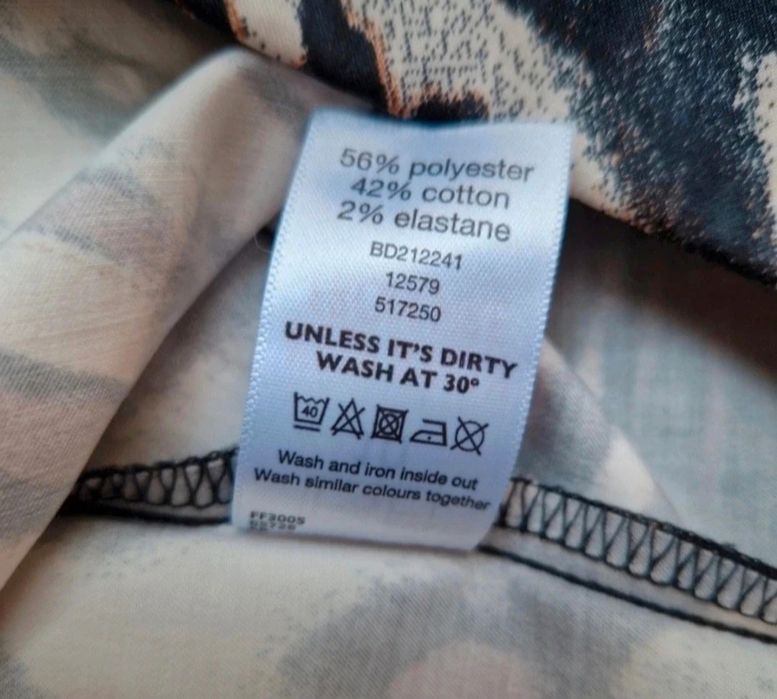 56% polyester
42% cotton
2% elastane
BD212241
12579
517250
UNLESS IT'S DIRTY
WASH AT 30°
40
Wash and iron inside out
Wash similar colours together
FF3005